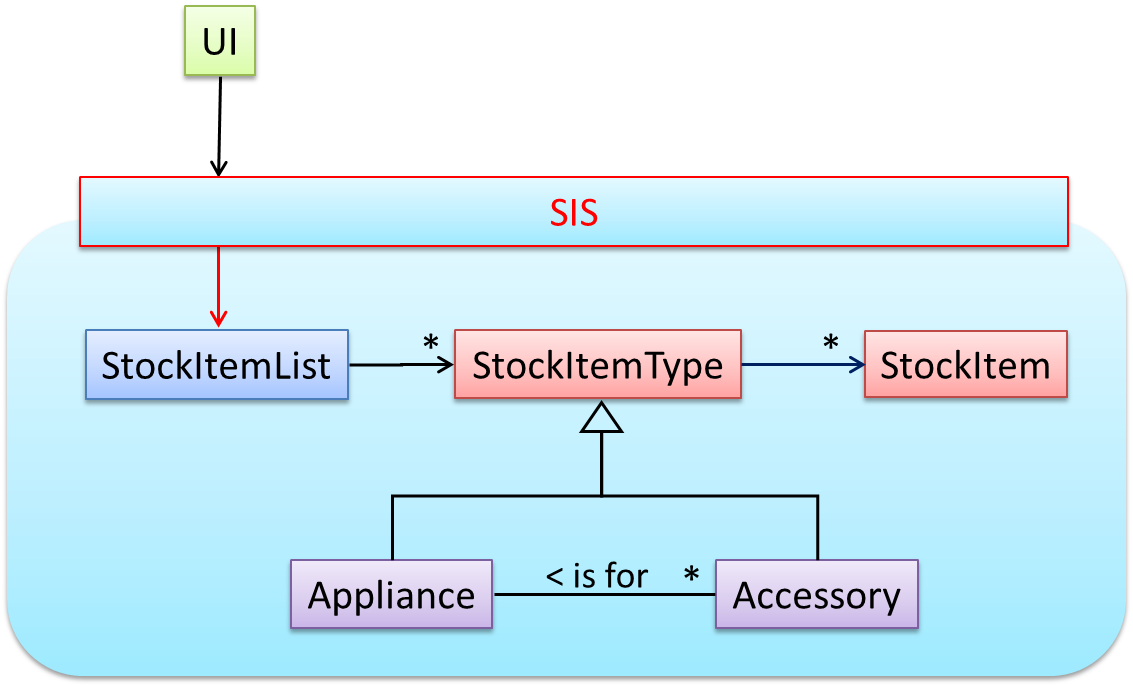 UI
SIS
StockItemList
*
StockItemType
*
StockItem
Appliance
< is for *
Accessory